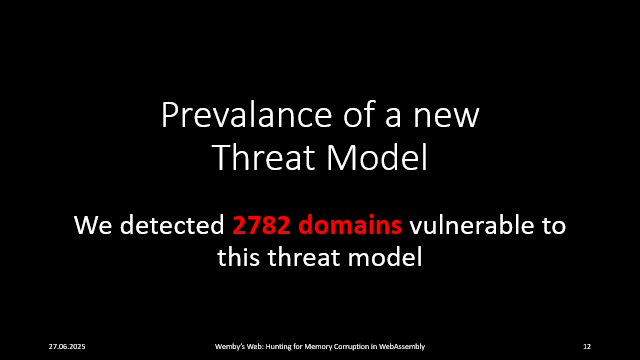 Prevalance of a new
Threat Model
We detected 2782 domains vulnerable to
this threat model
27.06.2025
Wemby's Web: Hunting for Memory Corruption in WebAssembly
12